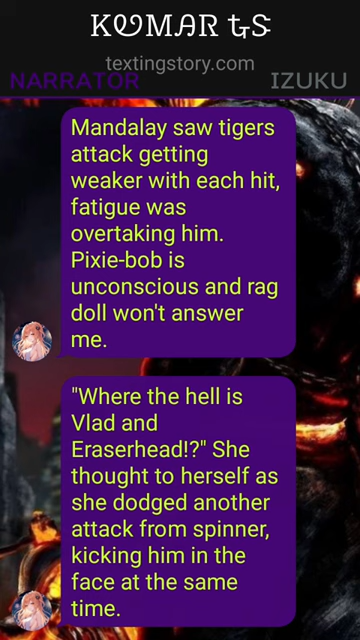 KUMAR TS
textingstory.com
NARRATOR IZUKU
Mandalay saw tigers
attack getting
weaker with each hit,
fatigue was
overtaking him.
Pixie-bob is
unconscious and rag
doll won't answer
me.
"Where the hell is
Vlad and
Eraserhead!?" She
thought to herself as
she dodged another
attack from spinner,
kicking him in the
face at the same
time.